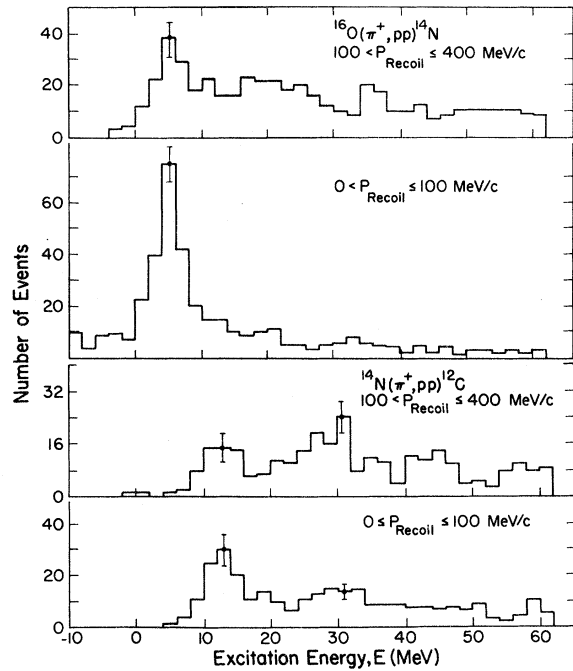 ¹⁶O(π⁺,pp)¹⁴N
100 < P_Recoil ≤ 400 MeV/c
40
20
0
0 < P_Recoil ≤ 100 MeV/c
60
40
20
Number of Events
¹⁴N(π⁺,pp)¹²C
100 < P_Recoil ≤ 400 MeV/c
32
16
0
0 ≤ P_Recoil ≤ 100 MeV/c
40
20
0
-10 0 10 20 30 40 50 60
Excitation Energy, E (MeV)